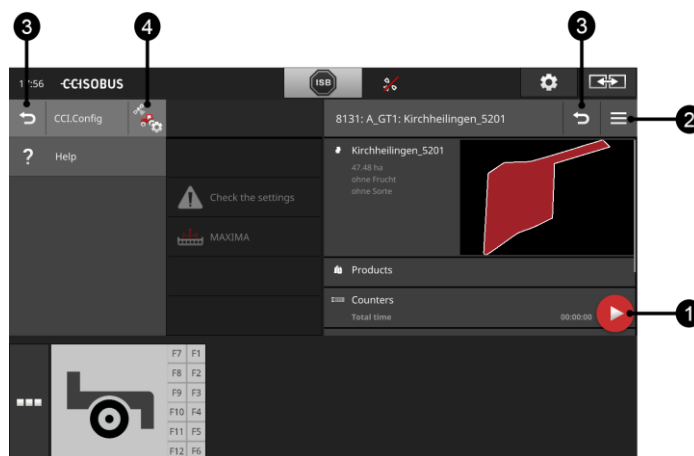 3
4
3
17:56
CCISOBUS
ISB
CCI.Config
8131: A_GT1: Kirchheilingen_5201
2
? Help
Kirchheilingen_5201
47.48 ha
ohne Frucht
ohne Sorte
Check the settings
MAXIMA
Products
Counters
Total time 00:00:00
1
F7 F1
F8 F2
F9 F3
F10 F4
F11 F5
F12 F6